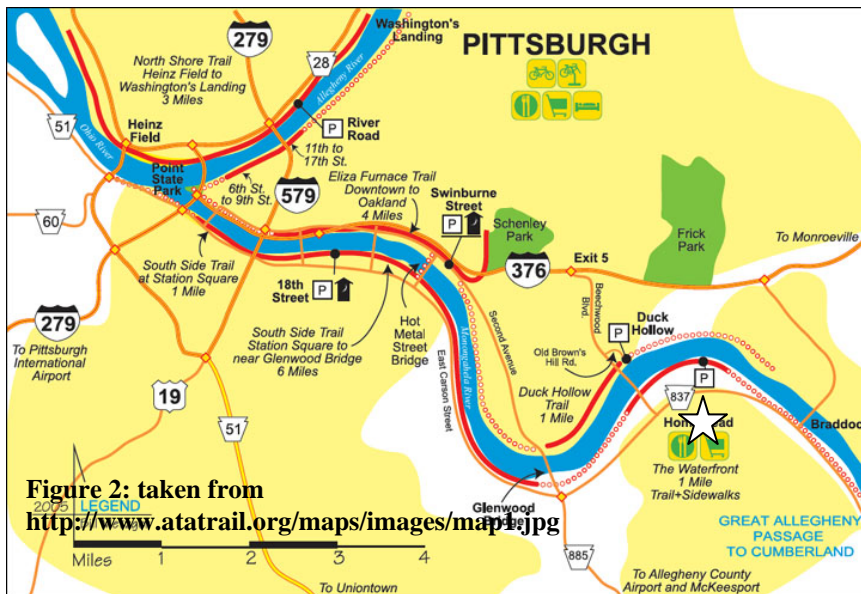 Washington's
Landing
PITTSBURGH
279
North Shore Trail
Heinz Field to
Washington's Landing
3 Miles
28
Allegheny River
P
River
Road
51
Ohio River
Heinz
Field
11th to
17th St.
Point
State
Park
6th St.
to 9th St.
579
Eliza Furnace Trail
Downtown to
Oakland
4 Miles
Swinburne
Street
P
Schenley
Park
Frick
Park
60
To Monroeville
376
Exit 5
South Side Trail
at Station Square
1 Mile
18th
Street
P
Hot
Metal
Street
Bridge
Beechwood
Blvd.
Duck
Hollow
P
279
To Pittsburgh
International
Airport
South Side Trail
Station Square to
near Glenwood Bridge
6 Miles
Monongahela River
Second Avenue
East Carson Street
Old Brown's
Hill Rd.
Duck Hollow
Trail
1 Mile
P
837
19
51
Braddoc
The Waterfront
1 Mile
Trail+Sidewalks
Figure 2: taken from
http://www.atatrail.org/maps/images/map1.jpg
2005
LEGEND
Glenwood
Bridge
Miles
1
2
3
4
885
GREAT ALLEGHENY
PASSAGE
TO CUMBERLAND
To Uniontown
To Allegheny County
Airport and McKeesport